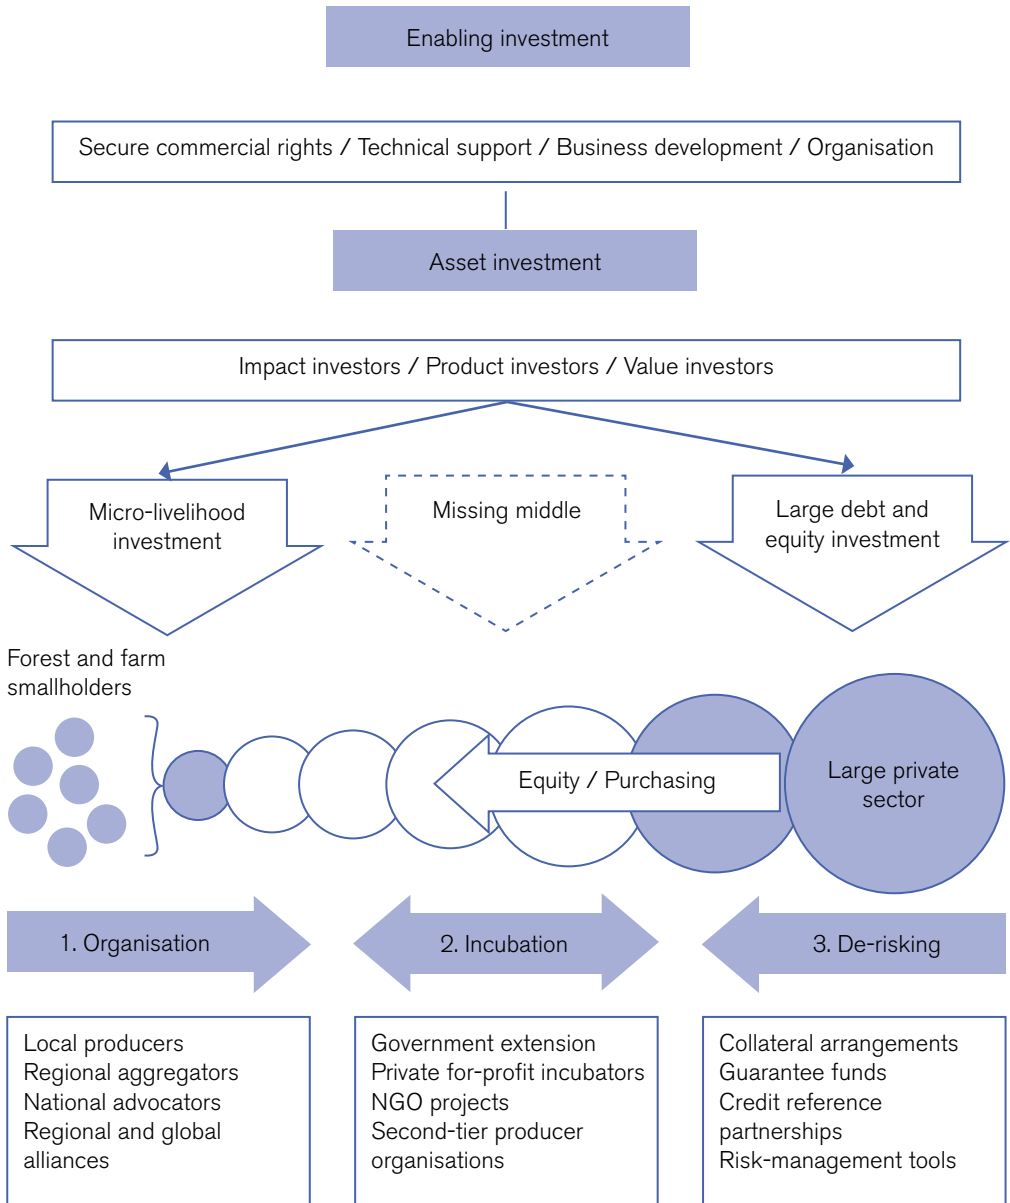 Enabling investment
Secure commercial rights / Technical support / Business development / Organisation
Asset investment
Impact investors / Product investors / Value investors
Micro-livelihood
investment
Missing middle
Large debt and
equity investment
Forest and farm
smallholders
Equity / Purchasing
Large private
sector
1. Organisation
2. Incubation
3. De-risking
Local producers
Regional aggregators
National advocators
Regional and global
alliances
Government extension
Private for-profit incubators
NGO projects
Second-tier producer
organisations
Collateral arrangements
Guarantee funds
Credit reference
partnerships
Risk-management tools